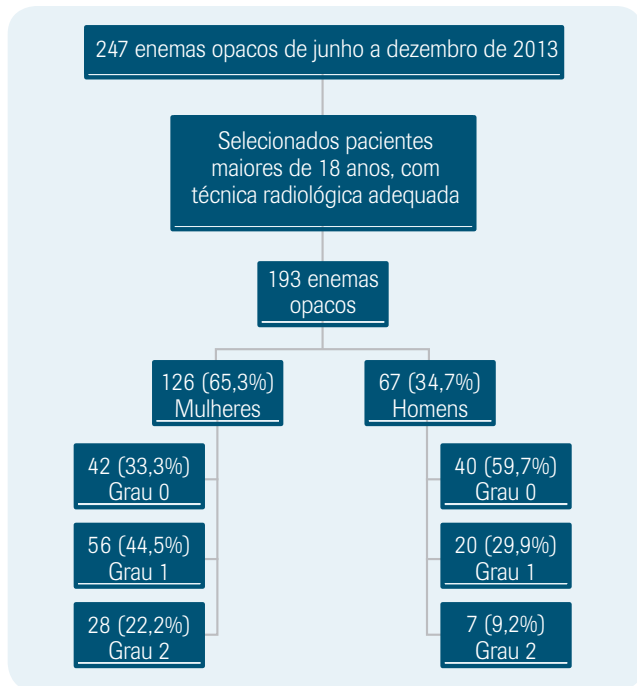 247 enemas opacos de junho a dezembro de 2013
Selecionados pacientes
maiores de 18 anos, com
técnica radiológica adequada
193 enemas
opacos
126 (65,3%)
Mulheres
67 (34,7%)
Homens
42 (33,3%)
Grau 0
56 (44,5%)
Grau 1
28 (22,2%)
Grau 2
40 (59,7%)
Grau 0
20 (29,9%)
Grau 1
7 (9,2%)
Grau 2